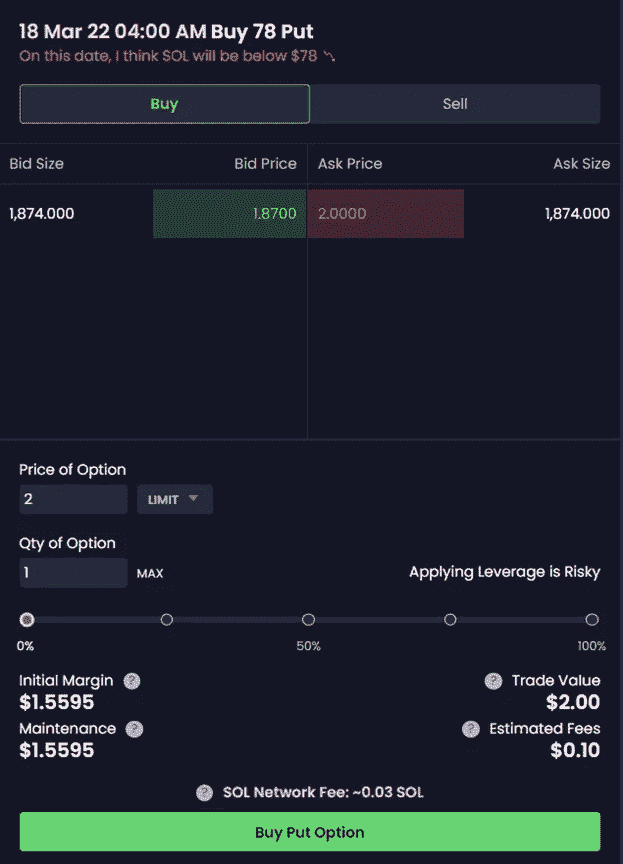 18 Mar 22 04:00 AM Buy 78 Put
On this date, I think SOL will be below $78
Buy Sell
Bid Size Bid Price Ask Price Ask Size
1,874.000 1.8700 2.0000 1,874.000
Price of Option
2 LIMIT
Qty of Option
1 MAX Applying Leverage is Risky
0% 50% 100%
Initial Margin ? ? Trade Value
$1.5595 $2.00
Maintenance ? ? Estimated Fees
$1.5595 $0.10
? SOL Network Fee: ~0.03 SOL
Buy Put Option